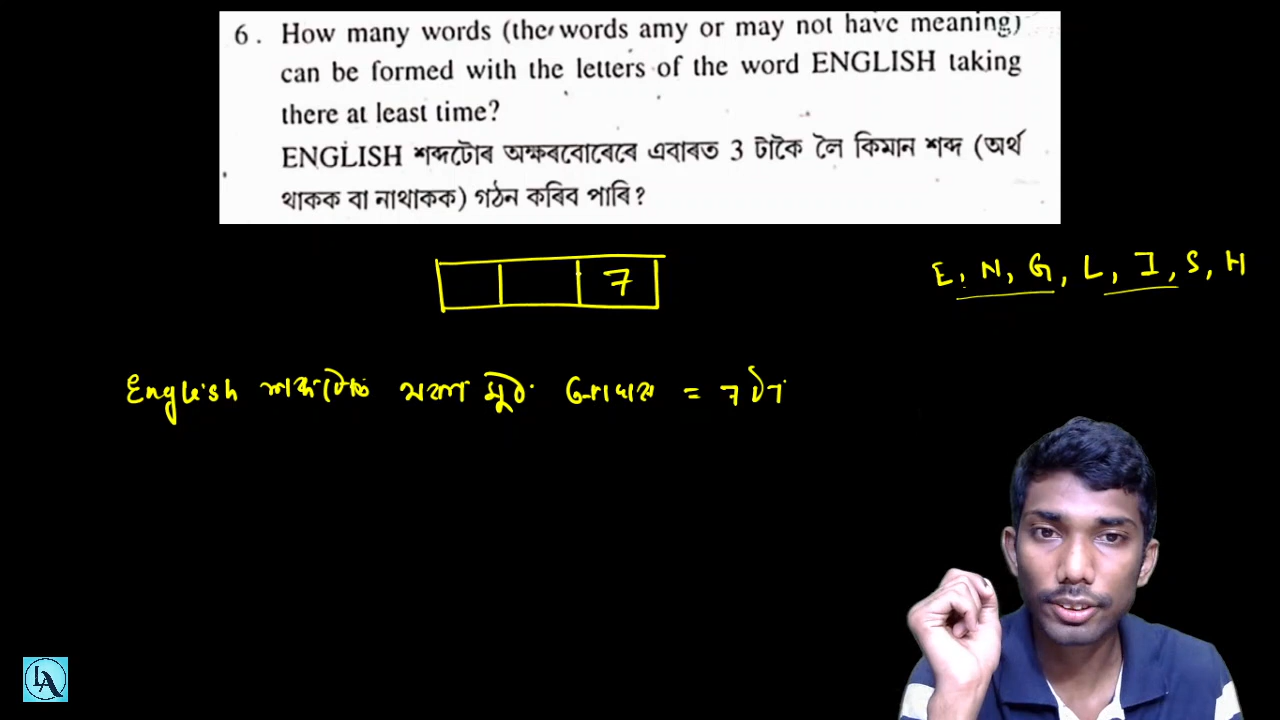 6. How many words (the words amy or may not have meaning)
can be formed with the letters of the word ENGLISH taking
there at least time?
ENGLISH শব্দটোৰ অক্ষৰবোৰেৰে এবাৰত 3 টাকৈ লৈ কিমান শব্দ (অৰ্থ
থাকক বা নাথাকক) গঠন কৰিব পাৰি?
7
E, N, G, L, I, S, H
English = 7 টা
LA